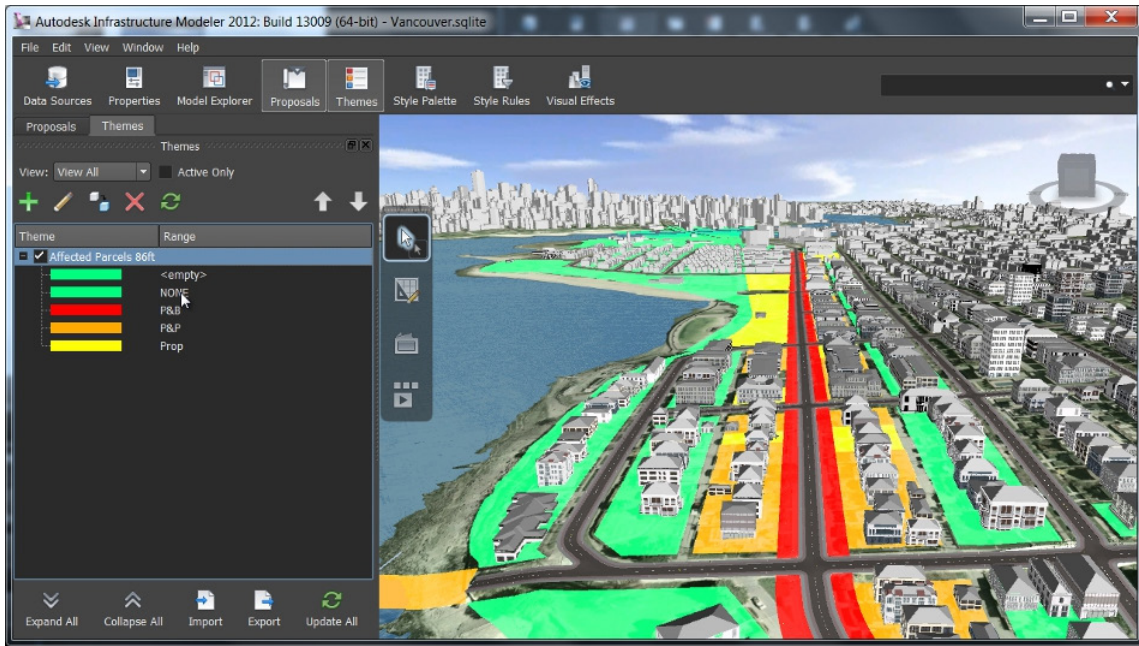 Autodesk Infrastructure Modeler 2012: Build 13009 (64-bit) - Vancouver.sqlite
File Edit View Window Help
Data Sources Properties Model Explorer Proposals Themes Style Palette Style Rules Visual Effects
Proposals Themes
Themes
View: View All Active Only
Theme Range
Affected Parcels 86ft
<empty>
NONE
P&B
P&P
Prop
Expand All Collapse All Import Export Update All